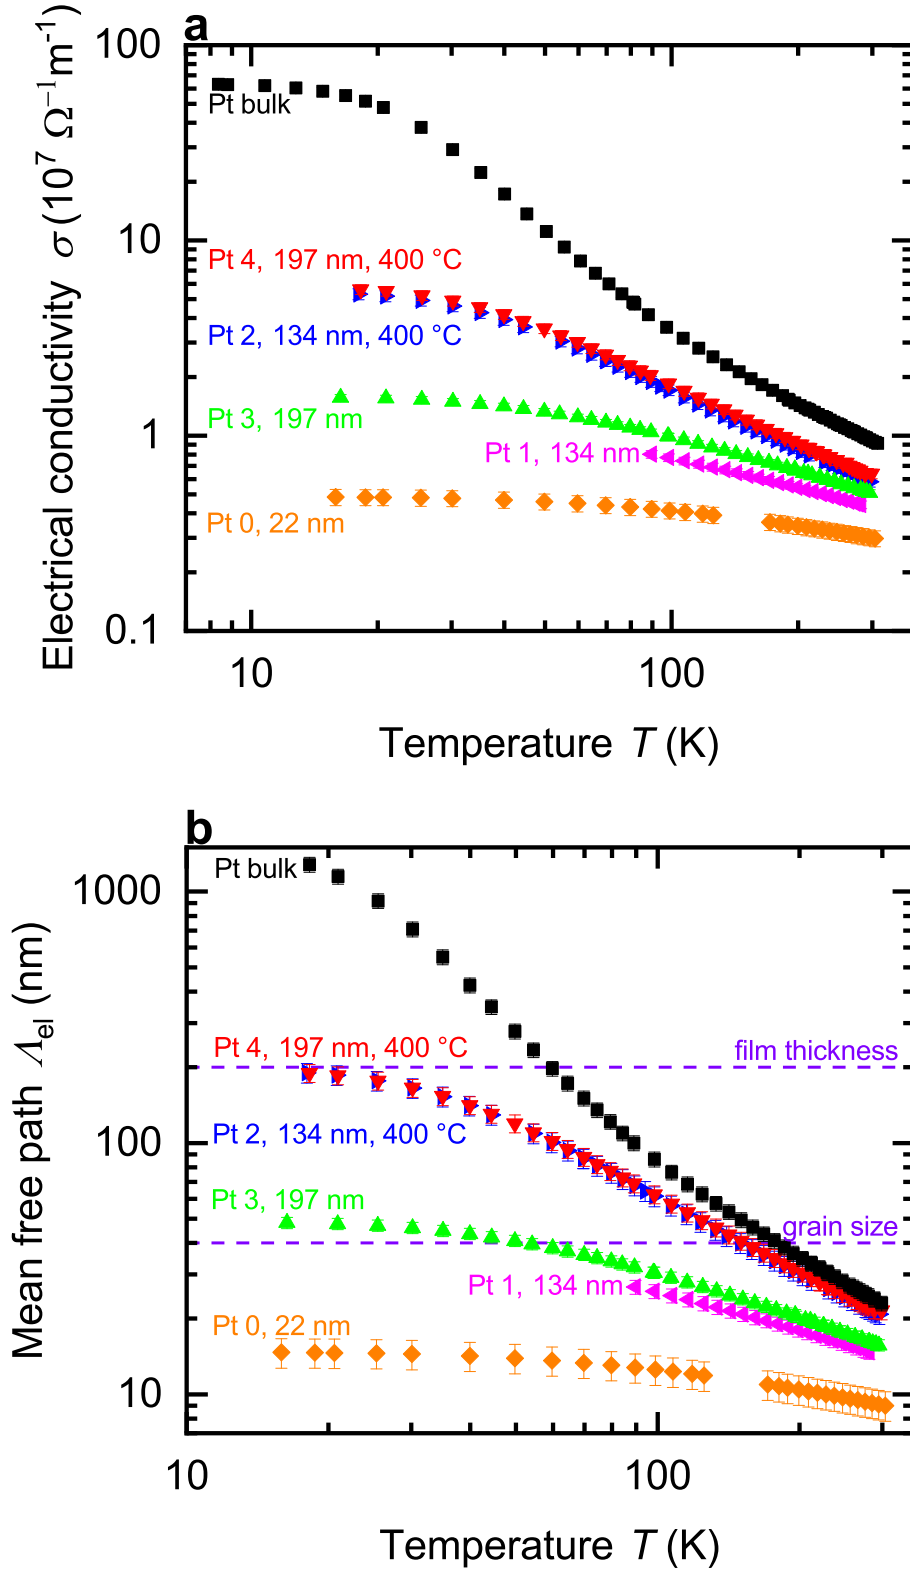 a
100
10
1
0.1
Electrical conductivity σ (10⁷ Ω⁻¹m⁻¹)
Pt bulk
Pt 4, 197 nm, 400 °C
Pt 2, 134 nm, 400 °C
Pt 3, 197 nm
Pt 1, 134 nm
Pt 0, 22 nm
10
100
Temperature T (K)
b
1000
100
10
Mean free path Λel (nm)
Pt bulk
Pt 4, 197 nm, 400 °C
film thickness
Pt 2, 134 nm, 400 °C
Pt 3, 197 nm
grain size
Pt 1, 134 nm
Pt 0, 22 nm
10
100
Temperature T (K)